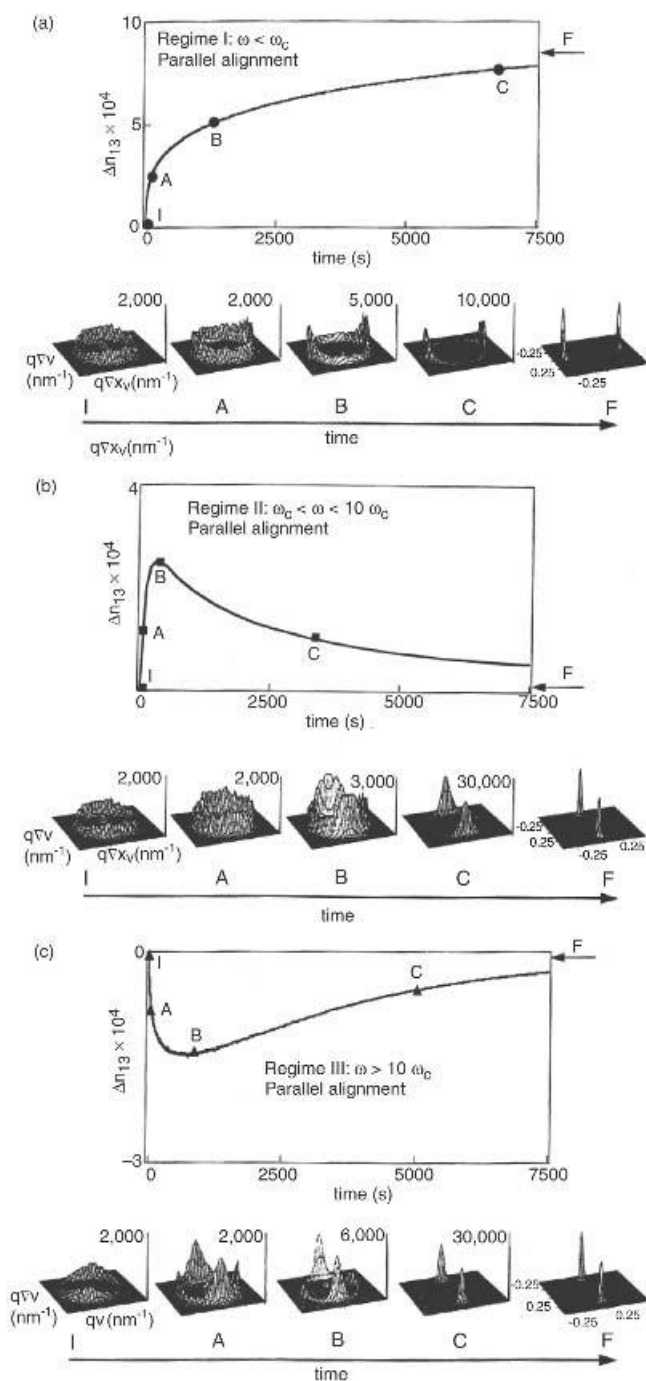 (a)
10
Regime I: ω < ωc
Parallel alignment
F
Δn13 × 10⁴
5
C
B
A
I
0
0 2500 5000 7500
time (s)
2,000 2,000 5,000 10,000
q∇v
(nm⁻¹) q∇xv(nm⁻¹)
-0.25
0.25 -0.25
I A B C F
time
q∇xv(nm⁻¹)
(b)
4
Regime II: ωc < ω < 10 ωc
Parallel alignment
Δn13 × 10⁴
B
A
C
I
F
0 2500 5000 7500
time (s)
2,000 2,000 3,000 30,000
q∇v
(nm⁻¹) q∇xv(nm⁻¹)
-0.25
0.25 -0.25 0.25
I A B C F
time
(c)
0
I
F
C
A
B
Δn13 × 10⁴
Regime III: ω > 10 ωc
Parallel alignment
−3
0 2500 5000 7500
time (s)
2,000 2,000 6,000 30,000
q∇v
(nm⁻¹) qv(nm⁻¹)
-0.25
0.25 -0.25 0.25
I A B C F
time